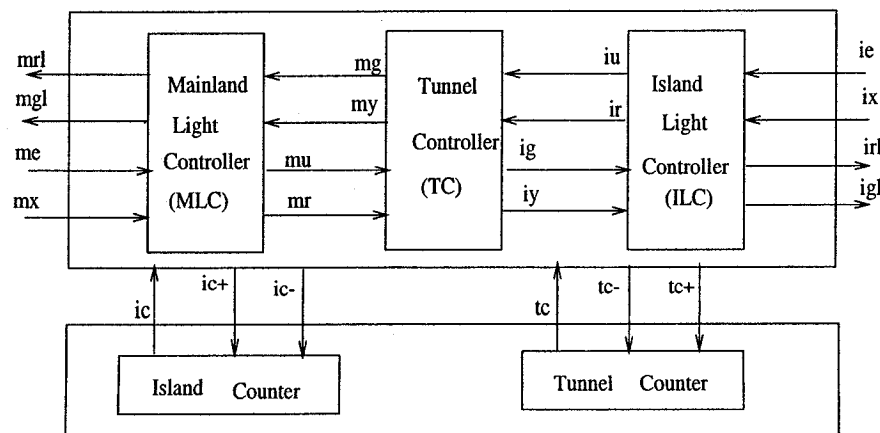 mrl
mgl
me
mx
Mainland
Light
Controller
(MLC)
mg
my
mu
mr
Tunnel
Controller
(TC)
iu
ir
ig
iy
Island
Light
Controller
(ILC)
ie
ix
irl
igl
ic
ic+
ic-
tc
tc-
tc+
Island Counter
Tunnel Counter